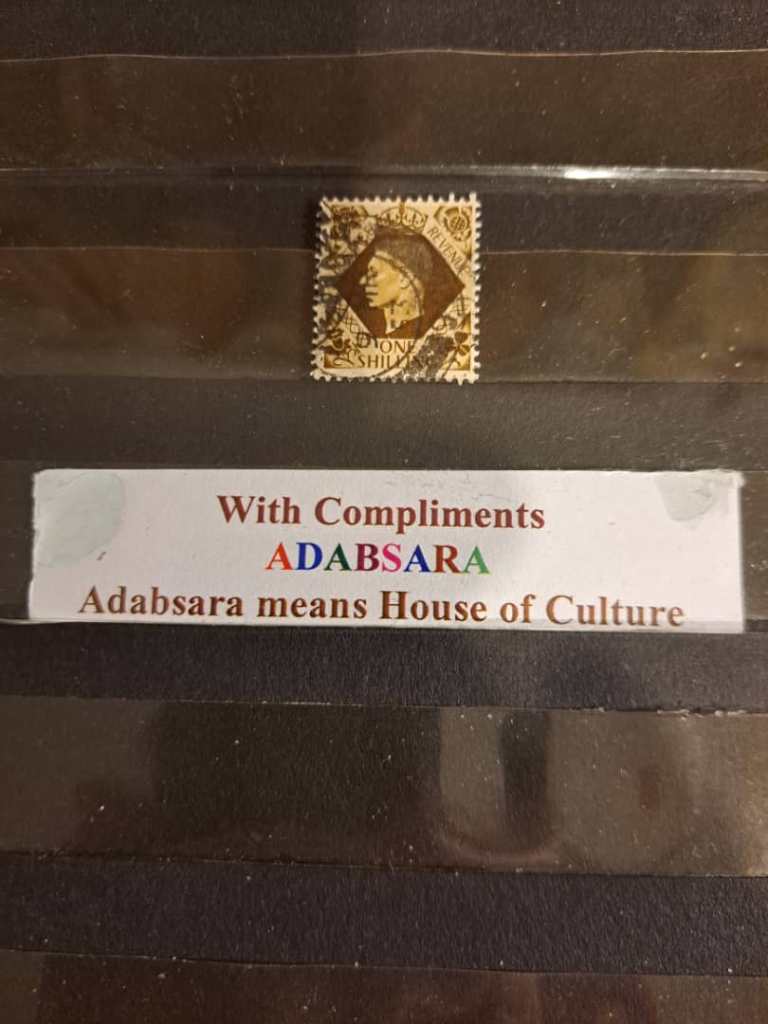 REVENUE
ONE
SHILLING
With Compliments
ADABSARA
Adabsara means House of Culture